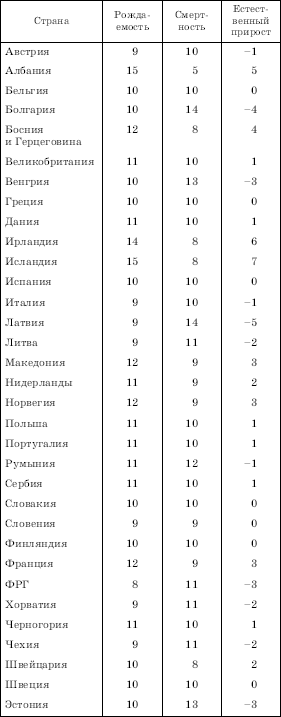 Страна Рожда- Смерт- Естест-
емость ность венный
прирост
Австрия 9 10 –1
Албания 15 5 5
Бельгия 10 10 0
Болгария 10 14 –4
Босния 12 8 4
и Герцеговина
Великобритания 11 10 1
Венгрия 10 13 –3
Греция 10 10 0
Дания 11 10 1
Ирландия 14 8 6
Исландия 15 8 7
Испания 10 10 0
Италия 9 10 –1
Латвия 9 14 –5
Литва 9 11 –2
Македония 12 9 3
Нидерланды 11 9 2
Норвегия 12 9 3
Польша 11 10 1
Португалия 11 10 1
Румыния 11 12 –1
Сербия 11 10 1
Словакия 10 10 0
Словения 9 9 0
Финляндия 10 10 0
Франция 12 9 3
ФРГ 8 11 –3
Хорватия 9 11 –2
Черногория 11 10 1
Чехия 9 11 –2
Швейцария 10 8 2
Швеция 10 10 0
Эстония 10 13 –3